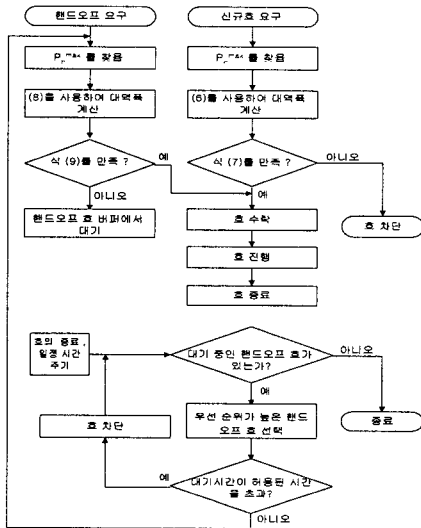 핸드오프 요구
신규호 요구
를 찾음
를 찾음
(8)을 사용하여 대역폭
계산
(6)을 사용하여 대역폭
계산
식 (9)를 만족 ?
예
식 (7)를 만족 ?
아니오
아니오
예
핸드오프 호 버퍼에서
대기
호 수락
호 차단
호 진행
호 종료
호의 종료,
일정 시간
주기
대기 중인 핸드오프 호가
있는가?
아니오
예
호 차단
우선 순위가 높은 핸드
오프 호 선택
종료
예
대기시간이 허용된 시간
을 초과?
아니오